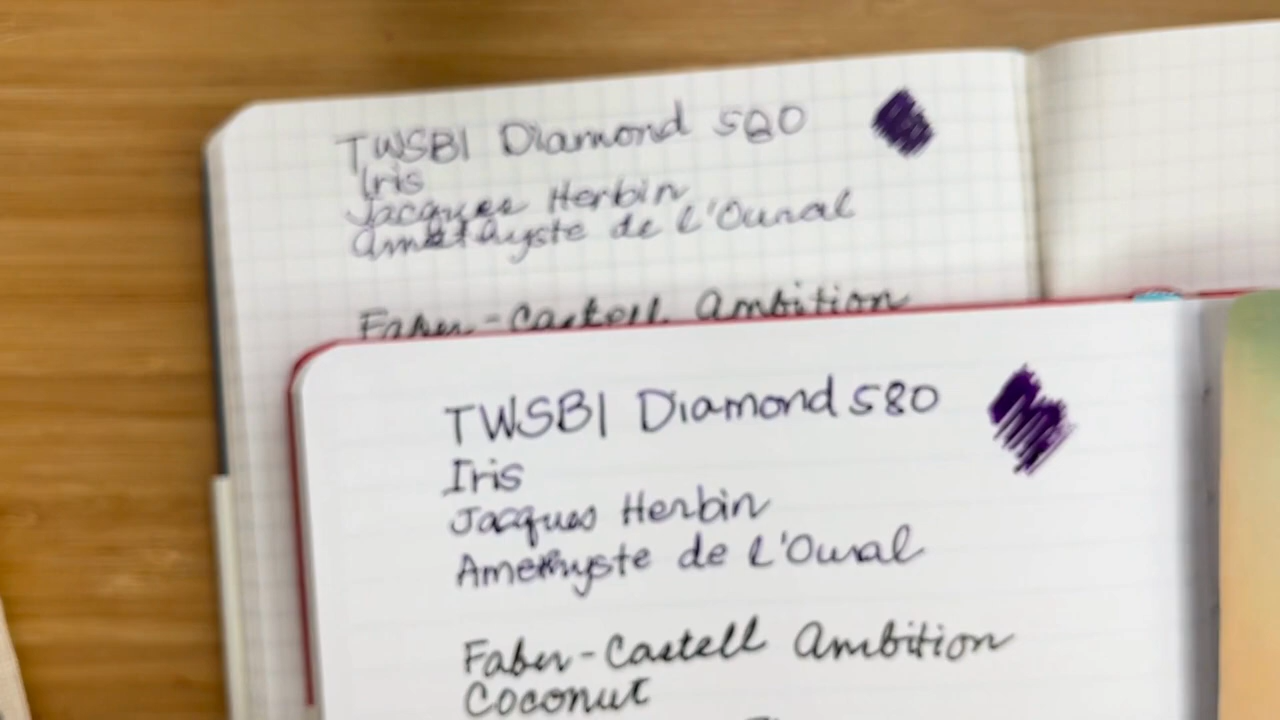 TWSBI Diamond 580
Iris
Jacques Herbin
Amethyste de l'Oural
Faber-Castell Ambition
TWSBI Diamond 580
Iris
Jacques Herbin
Amethyste de l'Oural
Faber-Castell Ambition
Coconut